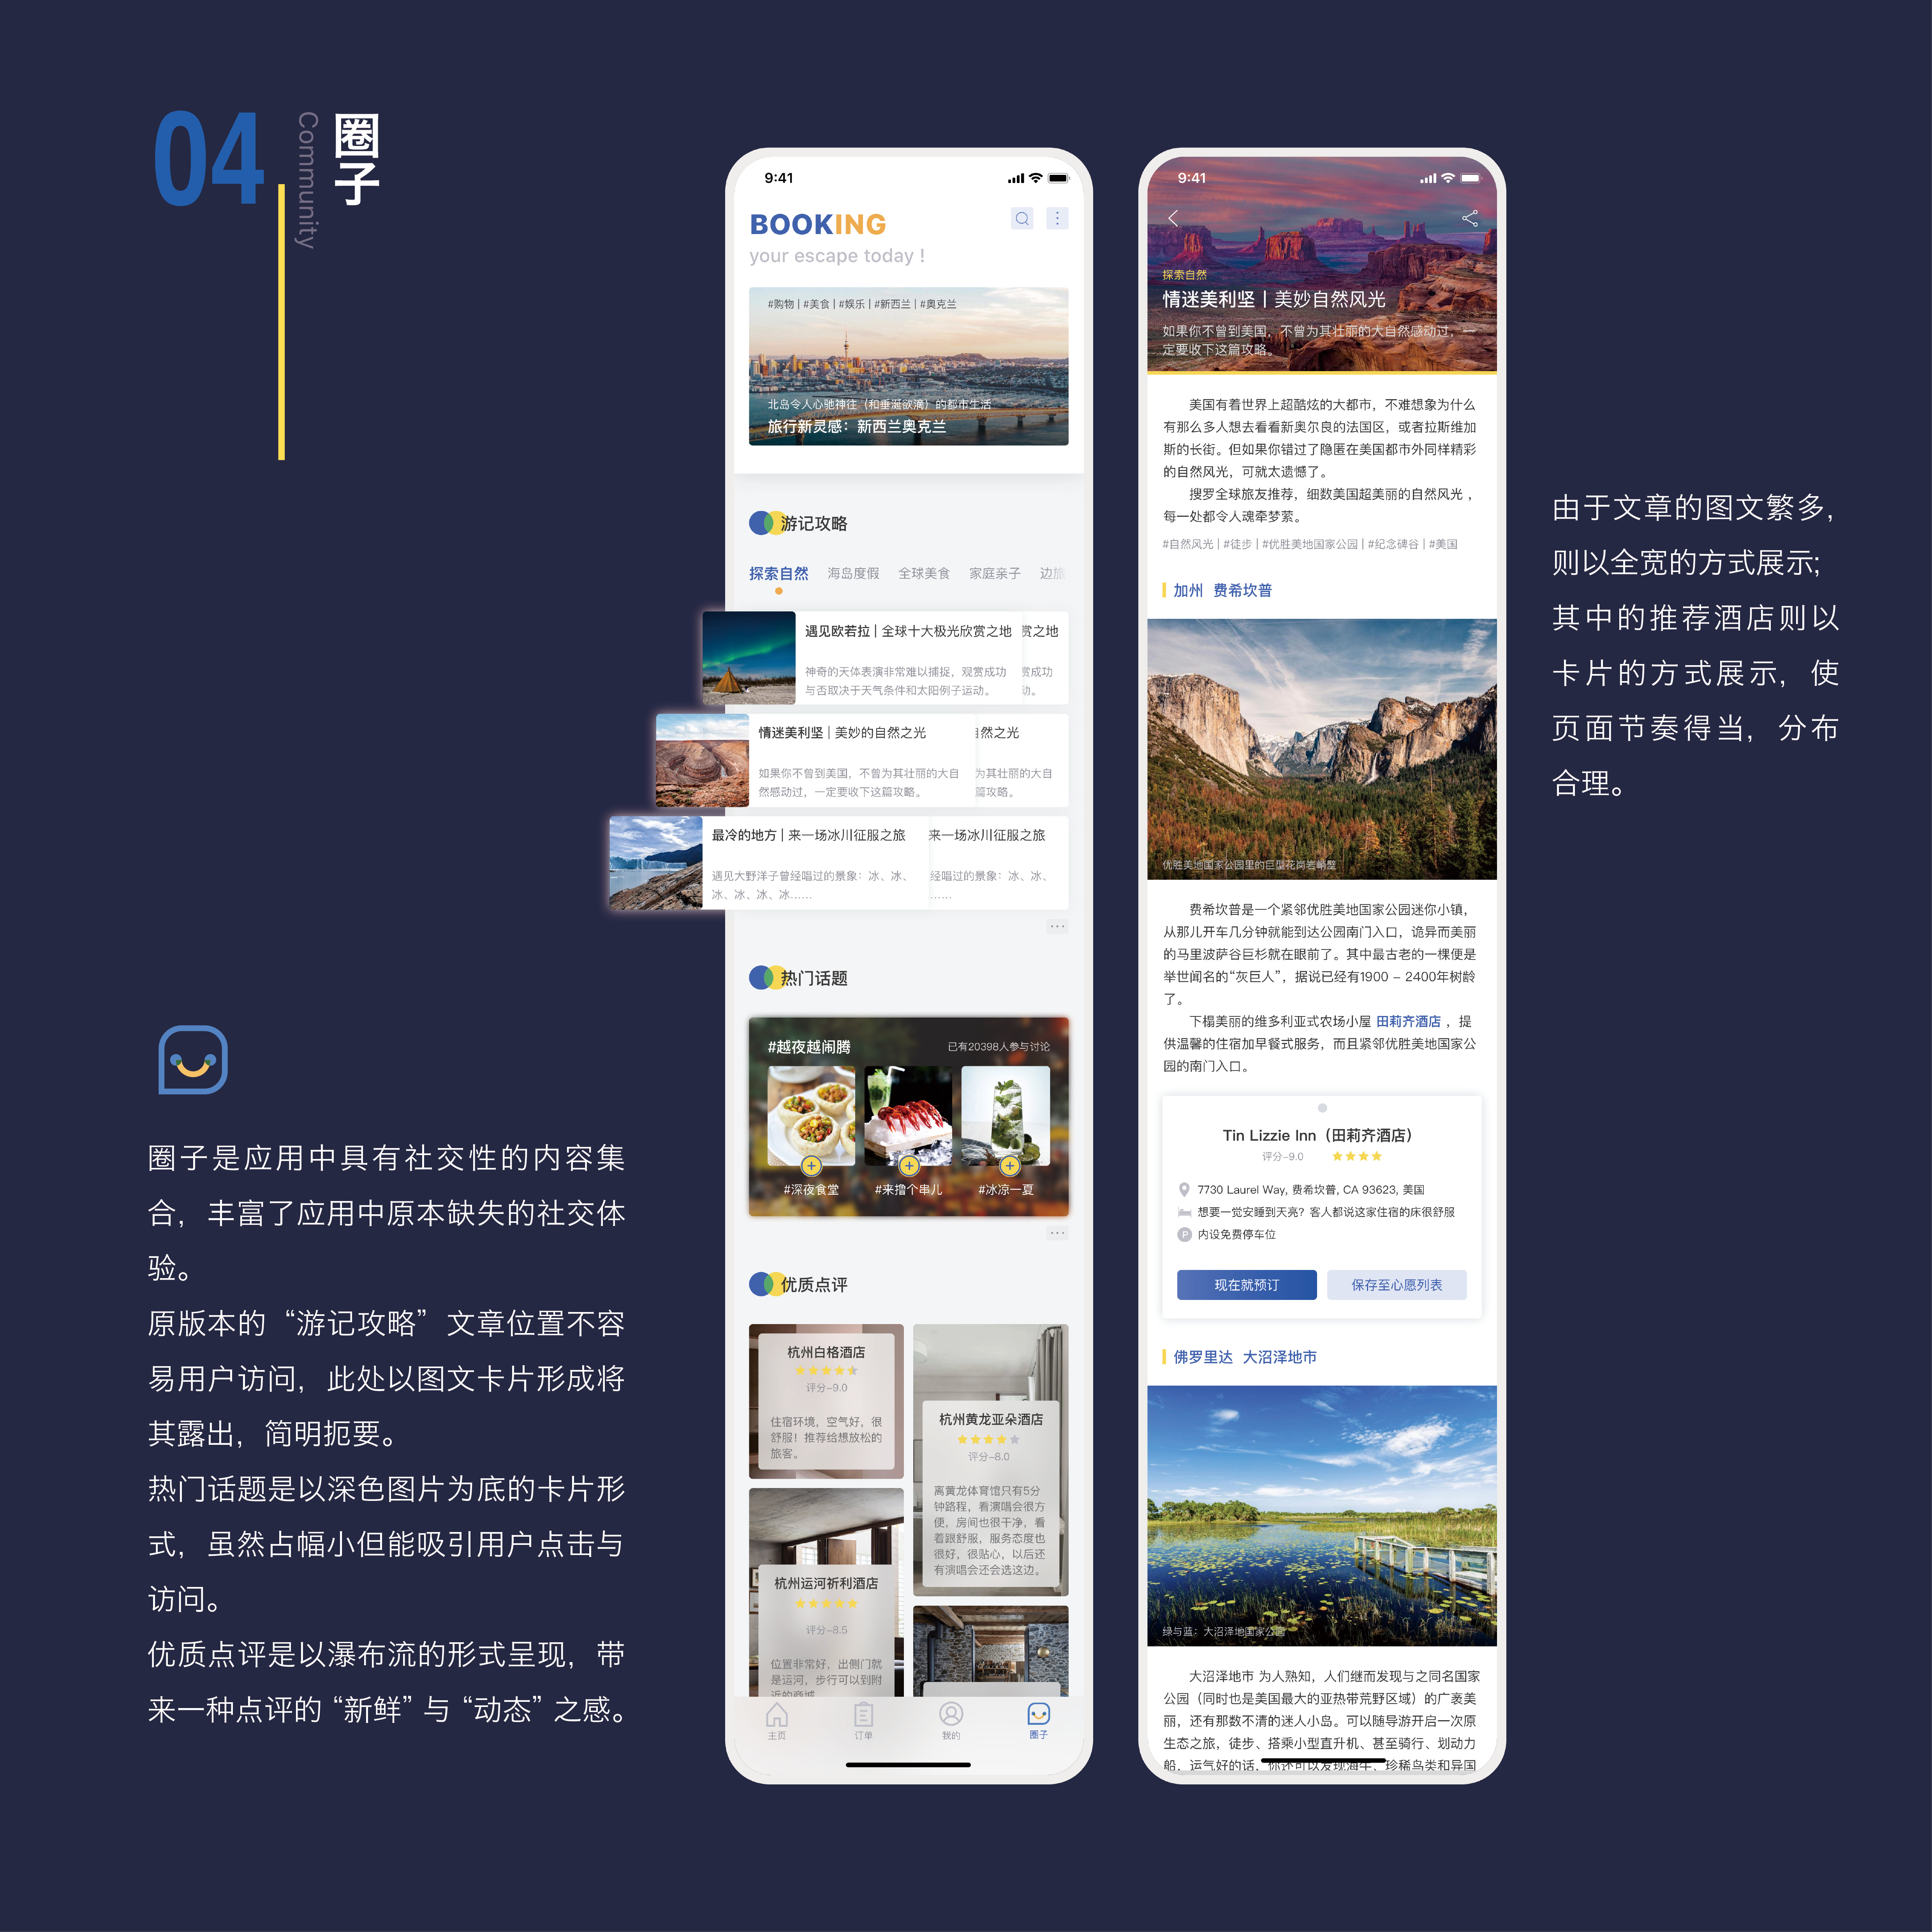 04
Community
圈子
9:41
BOOKING
your escape today !
#购物 | #美食 | #娱乐 | #新西兰 | #奥克兰
北岛令人心驰神往（和垂涎欲滴）的都市生活
旅行新灵感：新西兰奥克兰
游记攻略
探索自然 海岛度假 全球美食 家庭亲子 边旅
遇见欧若拉 | 全球十大极光欣赏之地 赏之地
神奇的天体表演非常难以捕捉，观赏成功 赏成功
与否取决于天气条件和太阳例子运动。 动。
情迷美利坚 | 美妙的自然之光 自然之光
如果你不曾到美国，不曾为其壮丽的大自 为其壮丽的大自
然感动过，一定要收下这篇攻略。 篇攻略。
最冷的地方 | 来一场冰川征服之旅 来一场冰川征服之旅
遇见大野洋子曾经唱过的景象：冰、冰、 经唱过的景象：冰、冰、
冰、冰、冰、冰…… ……
热门话题
#越夜越闹腾 已有20398人参与讨论
#深夜食堂 #来撸个串儿 #冰凉一夏
优质点评
杭州白格酒店
评分-9.0
住宿环境，空气好，很
舒服！推荐给想放松的
旅客。
杭州黄龙亚朵酒店
评分-8.0
离黄龙体育馆只有5分
钟路程，看演唱会很方
便，房间也很干净，看
着跟舒服，服务态度也
很好，很贴心，以后还
有演唱会还会选这边。
杭州运河祈利酒店
评分-8.5
位置非常好，出侧门就
是运河，步行可以到附
近的商城
主页 订单 我的 圈子
9:41
探索自然
情迷美利坚 | 美妙自然风光
如果你不曾到美国，不曾为其壮丽的大自然感动过，一
定要收下这篇攻略。
美国有着世界上超酷炫的大都市，不难想象为什么
有那么多人想去看看新奥尔良的法国区，或者拉斯维加
斯的长街。但如果你错过了隐匿在美国都市外同样精彩
的自然风光，可就太遗憾了。
搜罗全球旅友推荐，细数美国超美丽的自然风光 ，
每一处都令人魂牵梦萦。
#自然风光 | #徒步 | #优胜美地国家公园 | #纪念碑谷 | #美国
加州 费希坎普
优胜美地国家公园里的巨型花岗岩峭壁
费希坎普是一个紧邻优胜美地国家公园迷你小镇，
从那儿开车几分钟就能到达公园南门入口，诡异而美丽
的马里波萨谷巨杉就在眼前了。其中最古老的一棵便是
举世闻名的“灰巨人”，据说已经有1900 – 2400年树龄
了。
下榻美丽的维多利亚式农场小屋 田莉齐酒店 ，提
供温馨的住宿加早餐式服务，而且紧邻优胜美地国家公
园的南门入口。
Tin Lizzie Inn（田莉齐酒店）
评分-9.0
7730 Laurel Way, 费希坎普, CA 93623, 美国
想要一觉安睡到天亮？客人都说这家住宿的床很舒服
P 内设免费停车位
现在就预订 保存至心愿列表
佛罗里达 大沼泽地市
绿与蓝：大沼泽地国家公园
大沼泽地市 为人熟知，人们继而发现与之同名国家
公园（同时也是美国最大的亚热带荒野区域）的广袤美
丽，还有那数不清的迷人小岛。可以随导游开启一次原
生态之旅，徒步、搭乘小型直升机、甚至骑行、划动力
船，运气好的话，你还可以发现海牛、珍稀鸟类和异国
由于文章的图文繁多，
则以全宽的方式展示；
其中的推荐酒店则以
卡片的方式展示，使
页面节奏得当，分布
合理。
圈子是应用中具有社交性的内容集
合，丰富了应用中原本缺失的社交体
验。
原版本的“游记攻略”文章位置不容
易用户访问，此处以图文卡片形成将
其露出，简明扼要。
热门话题是以深色图片为底的卡片形
式，虽然占幅小但能吸引用户点击与
访问。
优质点评是以瀑布流的形式呈现，带
来一种点评的“新鲜”与“动态”之感。